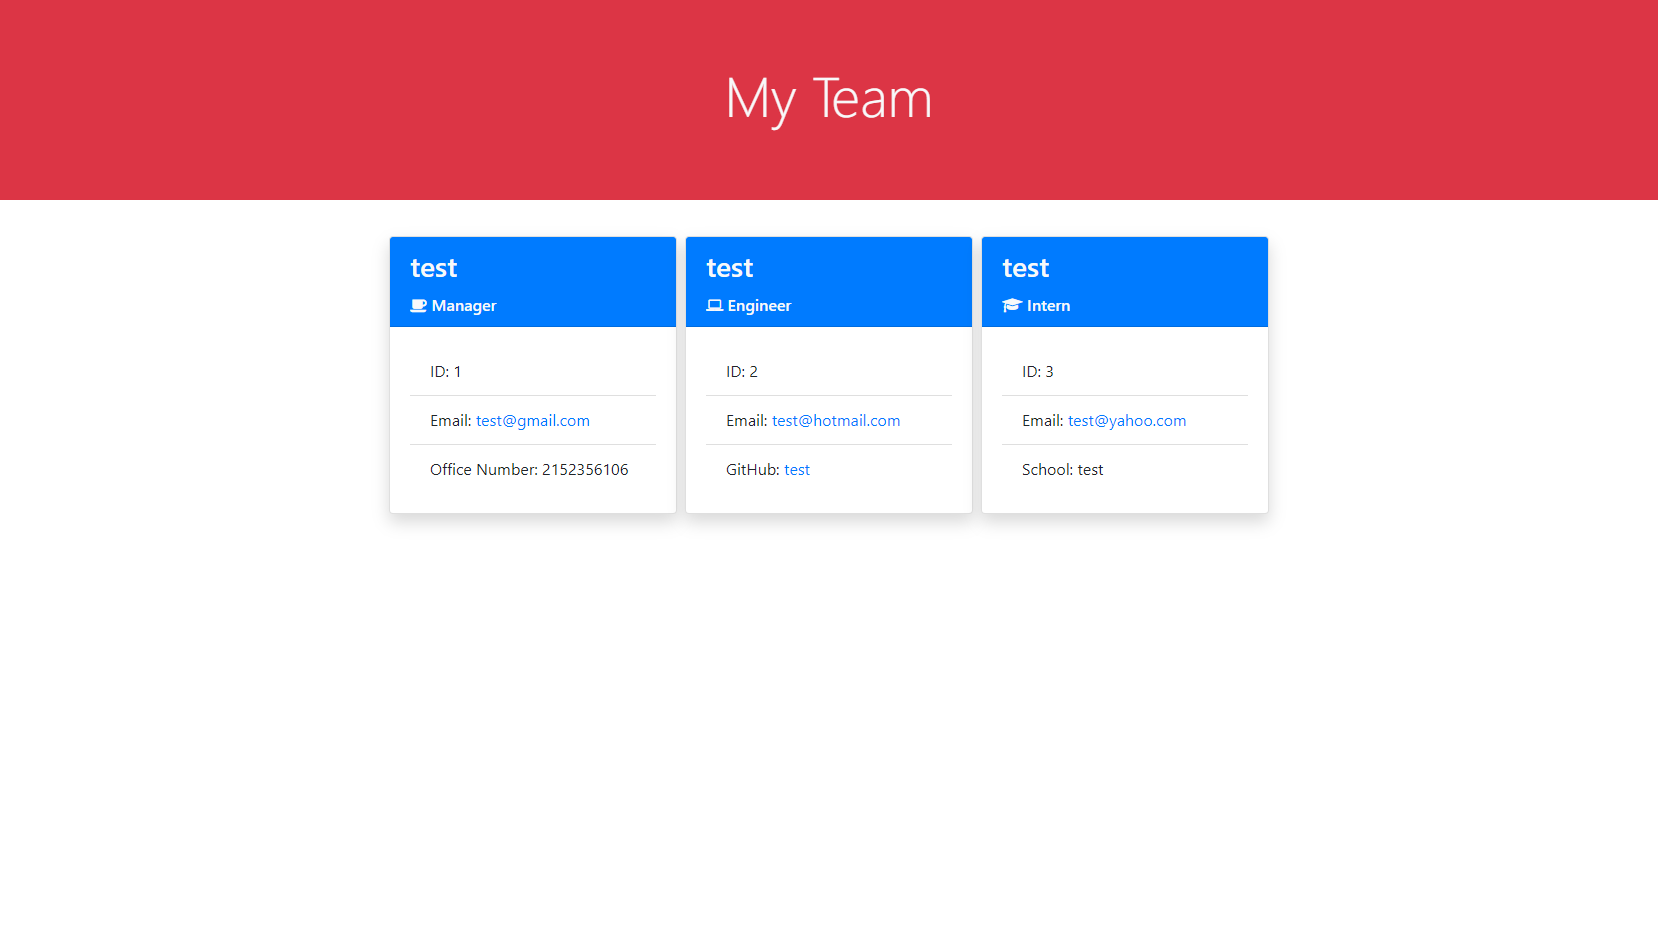 My Team
test
Manager
ID: 1
Email: test@gmail.com
Office Number: 2152356106
test
Engineer
ID: 2
Email: test@hotmail.com
GitHub: test
test
Intern
ID: 3
Email: test@yahoo.com
School: test